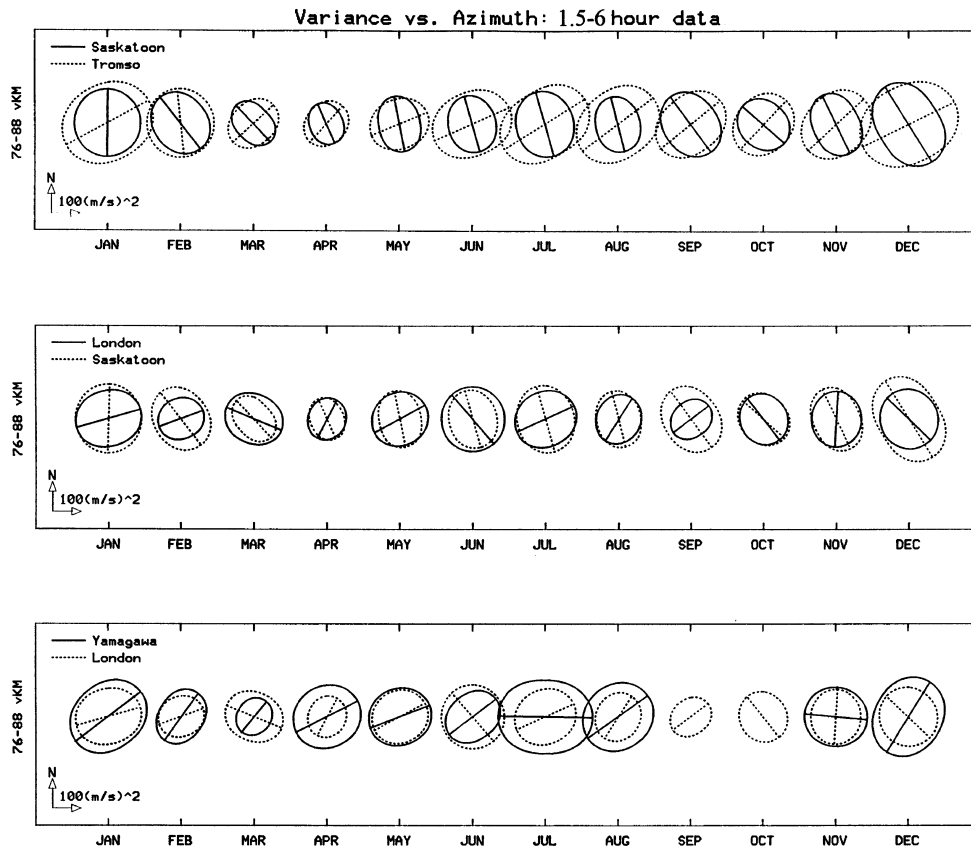 Variance vs. Azimuth: 1.5-6 hour data
Saskatoon
Tromso
76-88 vKM
N
100(m/s)^2
JAN FEB MAR APR MAY JUN JUL AUG SEP OCT NOV DEC
London
Saskatoon
76-88 vKM
N
100(m/s)^2
JAN FEB MAR APR MAY JUN JUL AUG SEP OCT NOV DEC
Yamagawa
London
76-88 vKM
N
100(m/s)^2
JAN FEB MAR APR MAY JUN JUL AUG SEP OCT NOV DEC